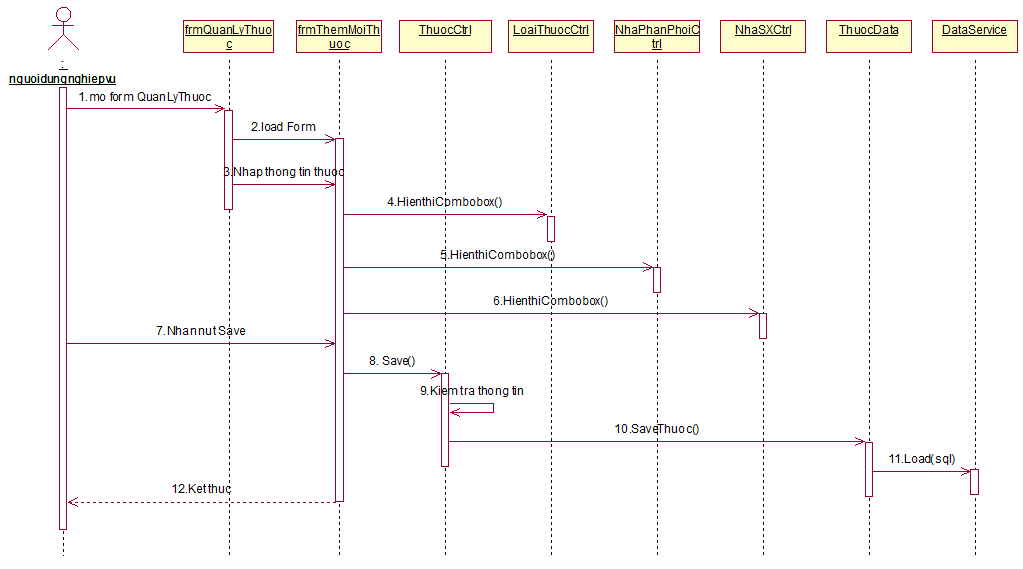 frmQuanLyThuo
c
frmThemMoiTh
uoc
ThuocCtrl
LoaiThuocCtrl
NhaPhanPhoiC
trl
NhaSXCtrl
ThuocData
DataService
: nguoidungnghiepvu
1.mo form QuanLyThuoc
2.load Form
3.Nhap thong tin thuoc
4.HienthiCombobox()
5.HienthiCombobox()
6.HienthiCombobox()
7.Nhan nut Save
8. Save()
9.Kiem tra thong tin
10.SaveThuoc()
11.Load(sql)
12.Ket thuc